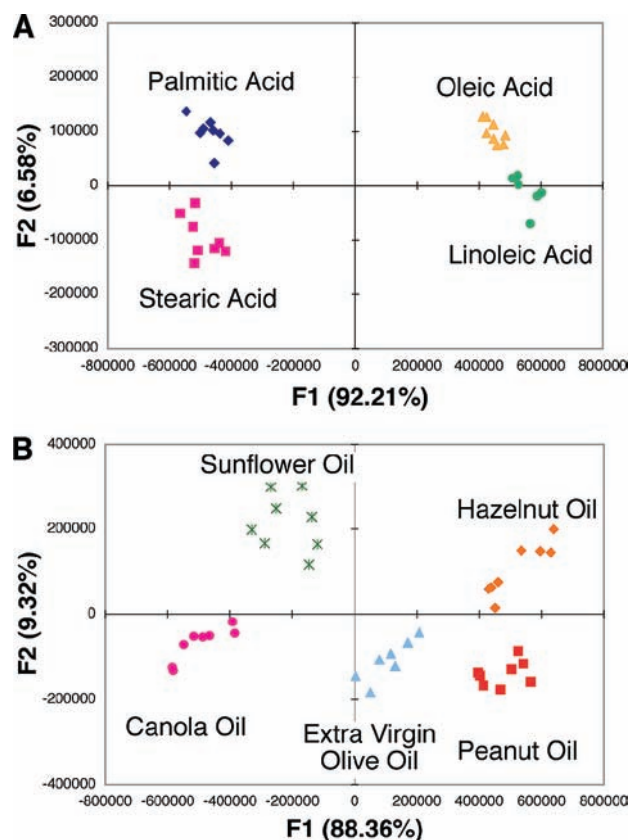 A
300000
200000
100000
0
-100000
-200000
-300000
F2 (6.58%)
Palmitic Acid
Oleic Acid
Linoleic Acid
Stearic Acid
-800000 -600000 -400000 -200000 0 200000 400000 600000 800000
F1 (92.21%)
B
400000
200000
0
-200000
-400000
F2 (9.32%)
Sunflower Oil
Hazelnut Oil
Canola Oil
Extra Virgin
Olive Oil
Peanut Oil
-800000 -600000 -400000 -200000 0 200000 400000 600000 800000
F1 (88.36%)